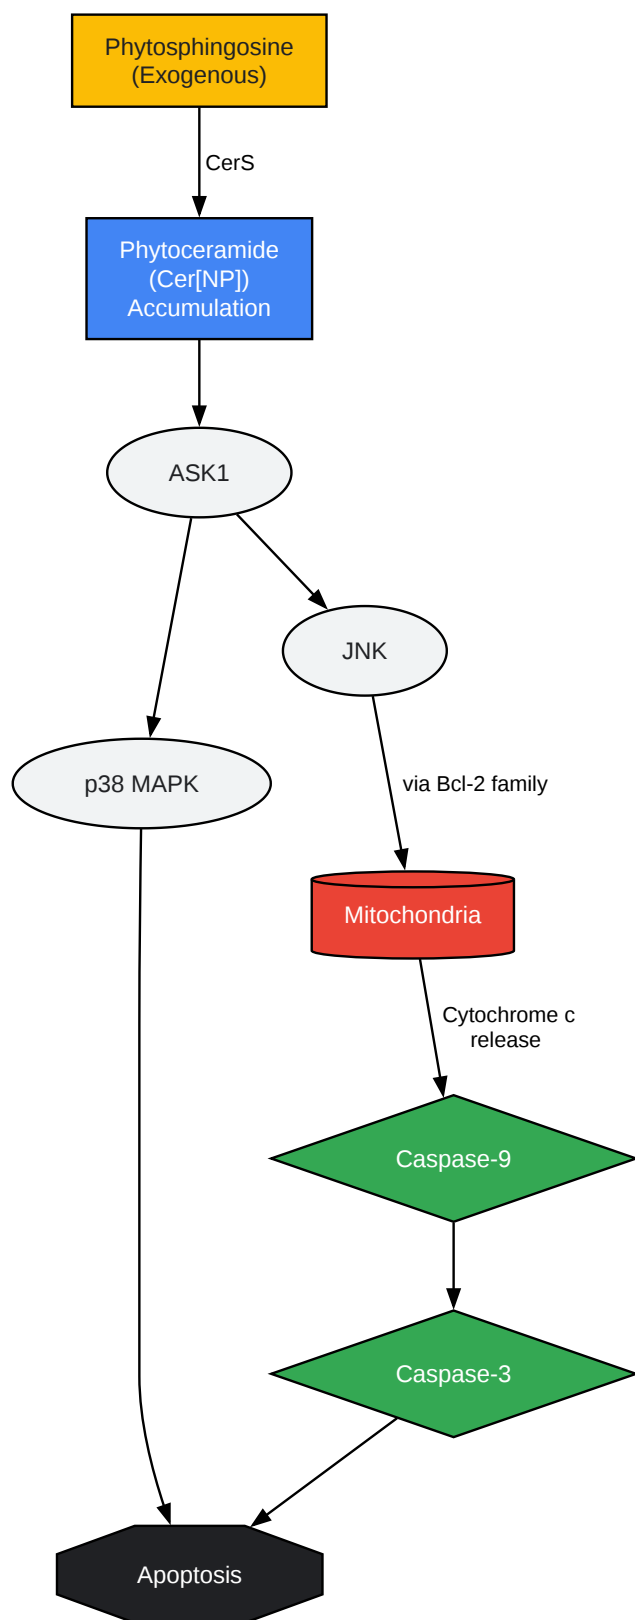 Phytosphingosine
(Exogenous)
CerS
Phytoceramide
(Cer[NP])
Accumulation
ASK1
JNK
p38 MAPK
via Bcl-2 family
Mitochondria
Cytochrome c
release
Caspase-9
Caspase-3
Apoptosis